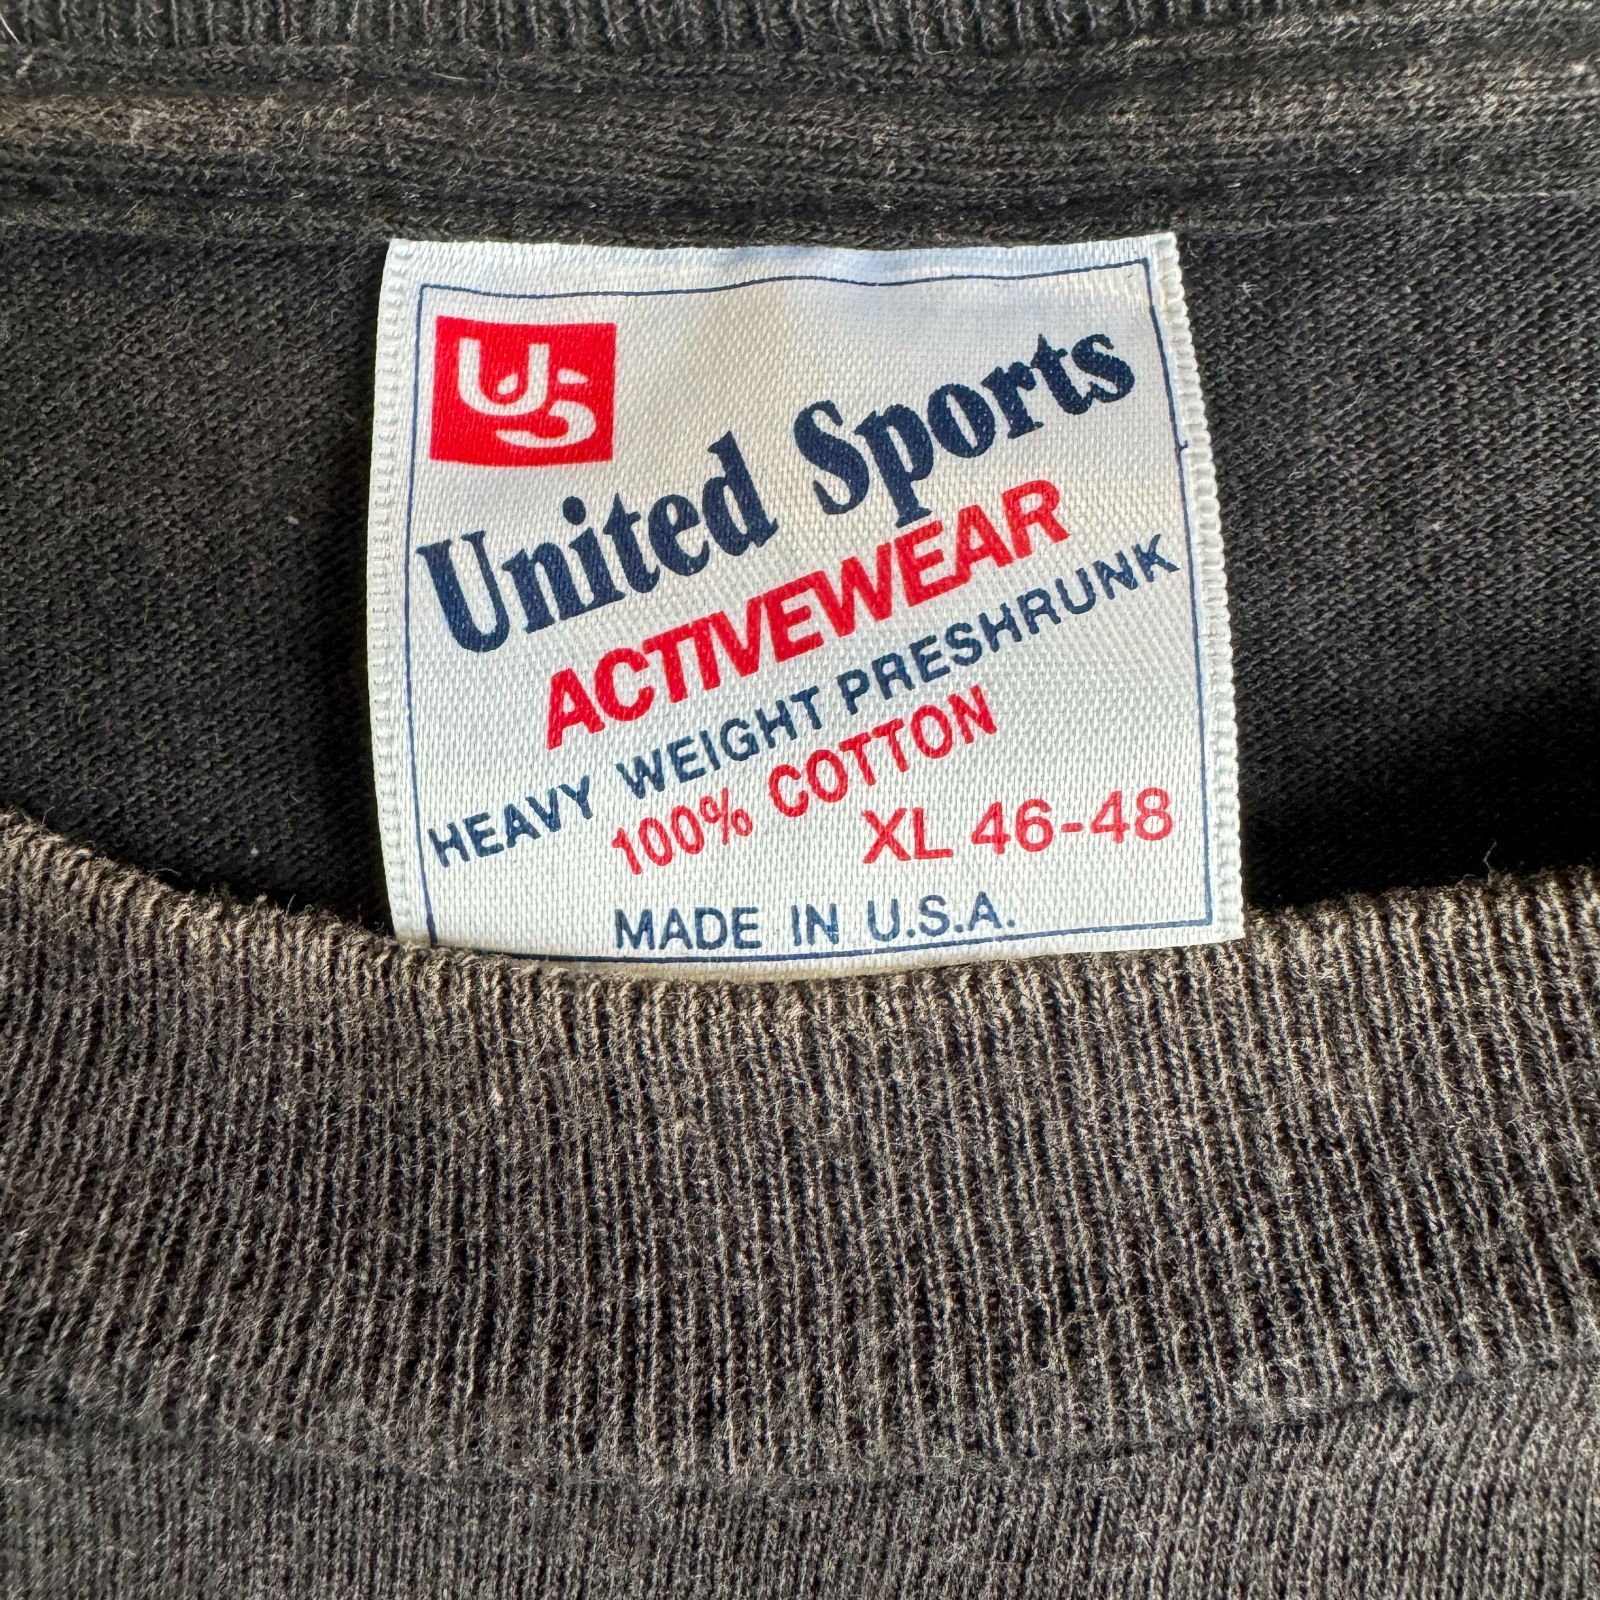 US
United Sports
ACTIVEWEAR
HEAVY WEIGHT PRESHRUNK
100% COTTON
XL 46-48
MADE IN U.S.A.